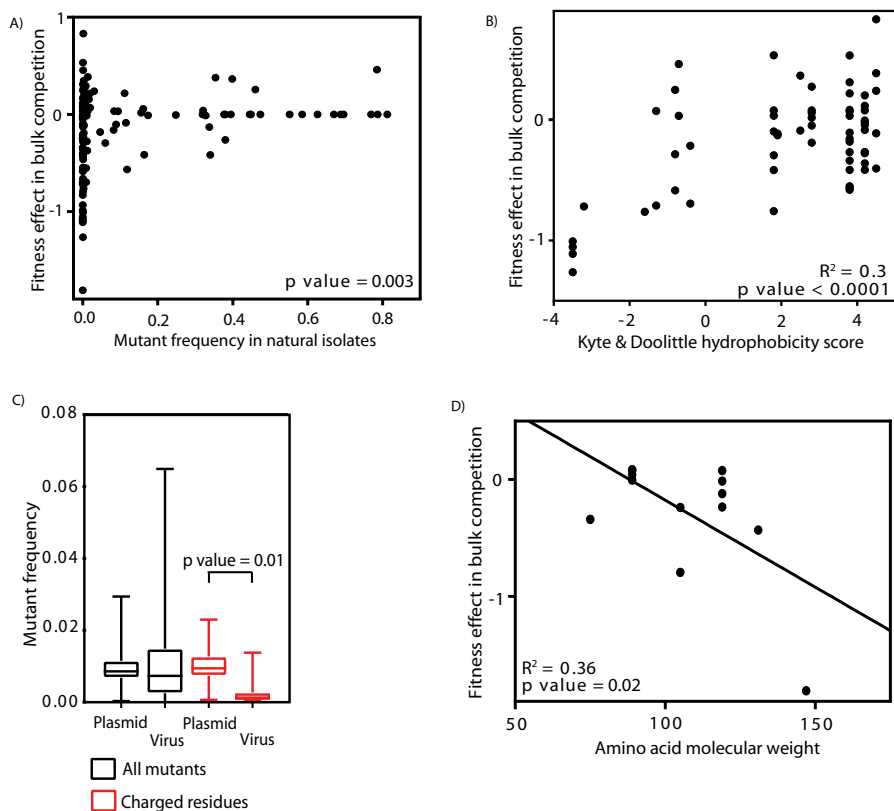 A)
1
0
-1
Fitness effect in bulk competition
p value = 0.003
0.0 0.2 0.4 0.6 0.8
Mutant frequency in natural isolates
B)
0
-1
Fitness effect in bulk competition
R² = 0.3
p value < 0.0001
-4 -2 0 2 4
Kyte & Doolittle hydrophobicity score
C)
0.08
0.06
0.04
0.02
0.00
Mutant frequency
p value = 0.01
Plasmid Virus Plasmid Virus
All mutants
Charged residues
D)
0
-1
Fitness effect in bulk competition
R² = 0.36
p value = 0.02
50 100 150
Amino acid molecular weight